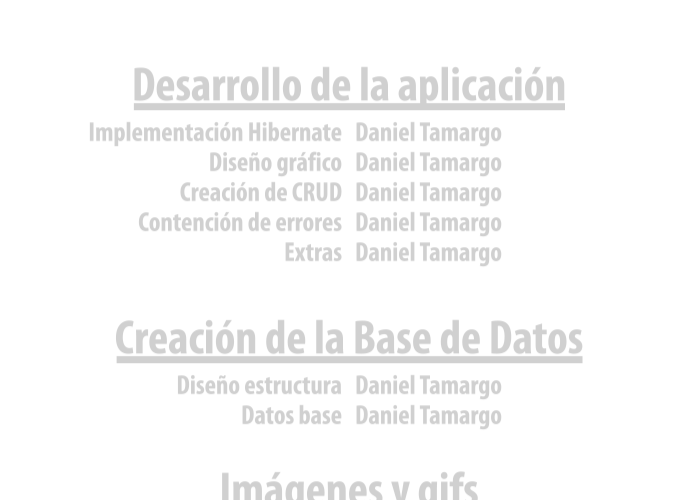 Desarrollo de la aplicación
Implementación Hibernate Daniel Tamargo
Diseño gráfico Daniel Tamargo
Creación de CRUD Daniel Tamargo
Contención de errores Daniel Tamargo
Extras Daniel Tamargo
Creación de la Base de Datos
Diseño estructura Daniel Tamargo
Datos base Daniel Tamargo
Imágenes y gifs